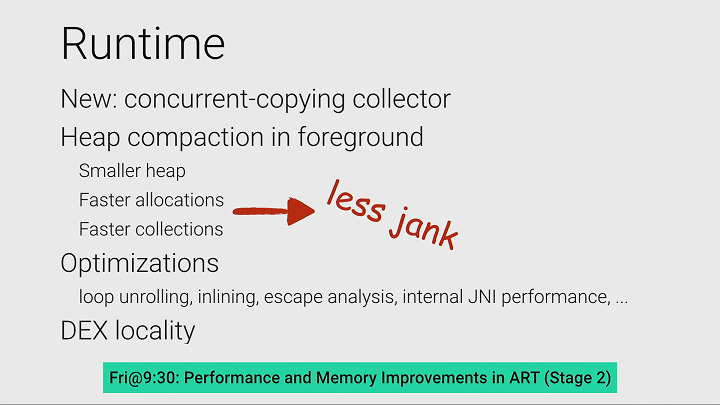 Runtime
New: concurrent-copying collector
Heap compaction in foreground
Smaller heap
Faster allocations
less jank
Faster collections
Optimizations
loop unrolling, inlining, escape analysis, internal JNI performance, ...
DEX locality
Fri@9:30: Performance and Memory Improvements in ART (Stage 2)